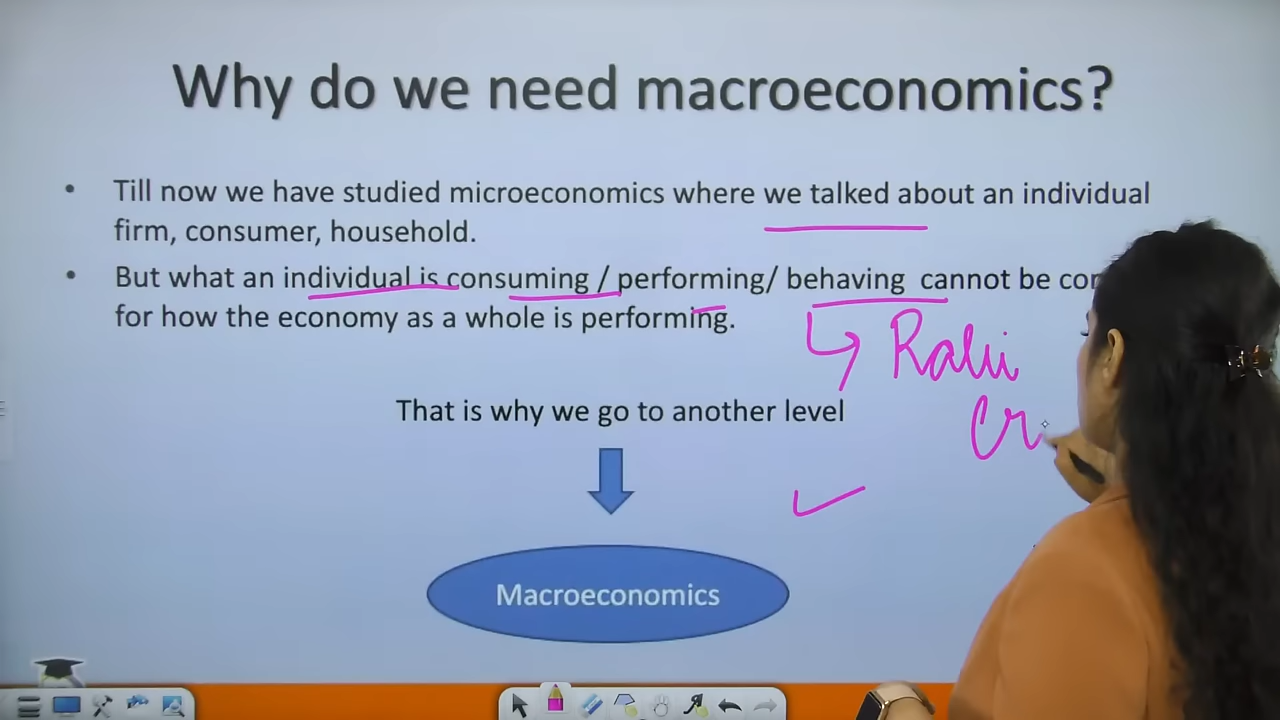 Why do we need macroeconomics?
• Till now we have studied microeconomics where we talked about an individual
firm, consumer, household.
• But what an individual is consuming / performing/ behaving cannot be
for how the economy as a whole is performing.
That is why we go to another level
Macroeconomics